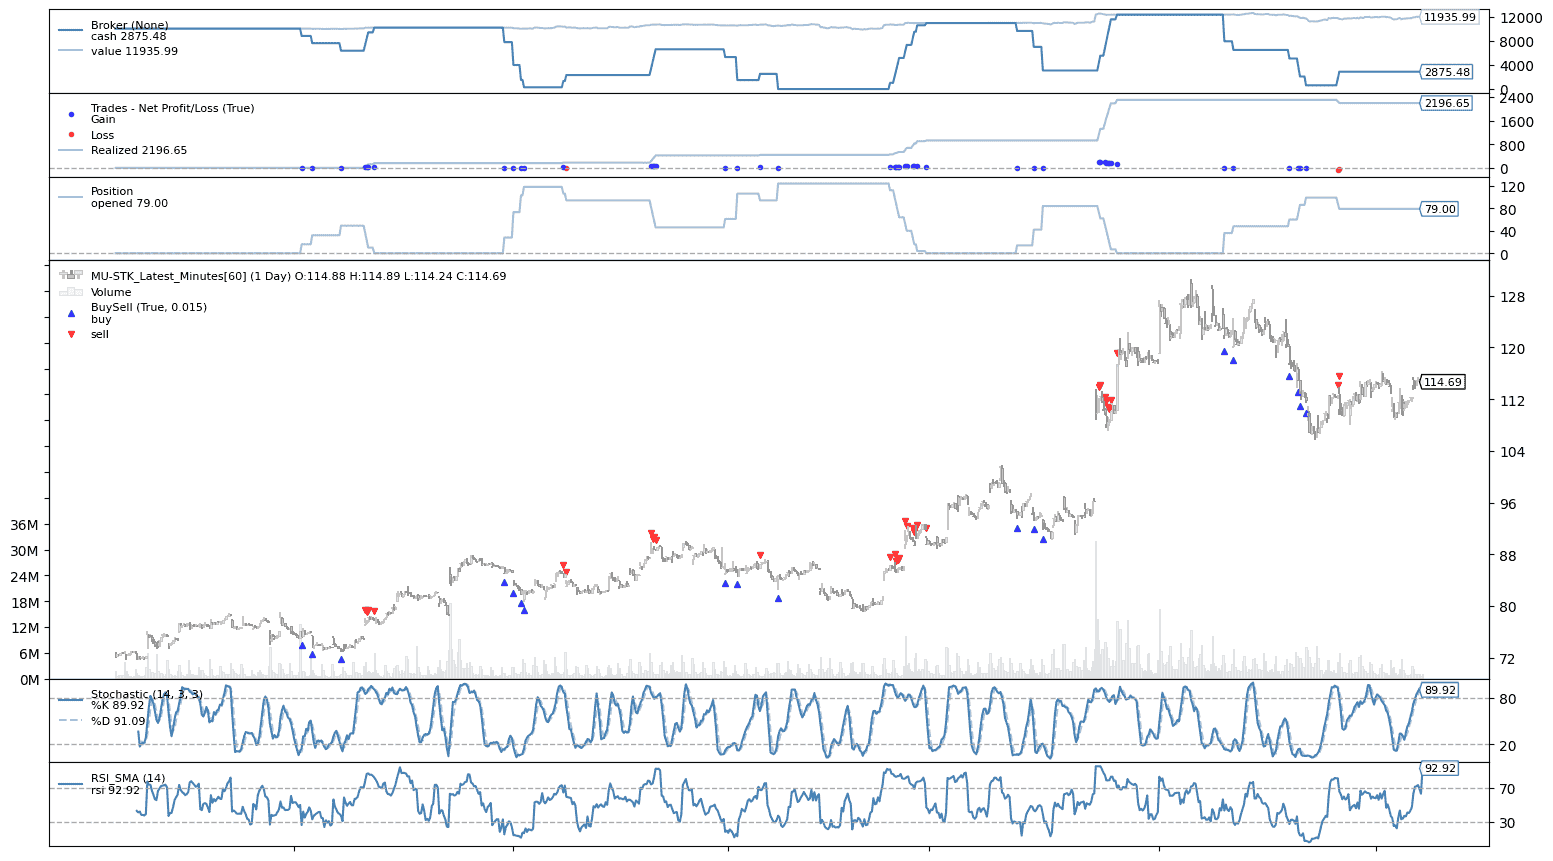 Broker (None)
cash 2875.48
value 11935.99
11935.99
12000
8000
4000
2875.48
0
Trades - Net Profit/Loss (True)
Gain
Loss
Realized 2196.65
2400
2196.65
1600
800
0
Position
opened 79.00
120
80
79.00
40
0
MU-STK_Latest_Minutes[60] (1 Day) O:114.88 H:114.89 L:114.24 C:114.69
Volume
BuySell (True, 0.015)
buy
sell
128
120
114.69
112
104
96
88
80
72
36M
30M
24M
18M
12M
6M
0M
Stochastic (14, 3, 3)
%K 89.92
%D 91.09
89.92
80
20
RSI_SMA (14)
rsi 92.92
92.92
70
30